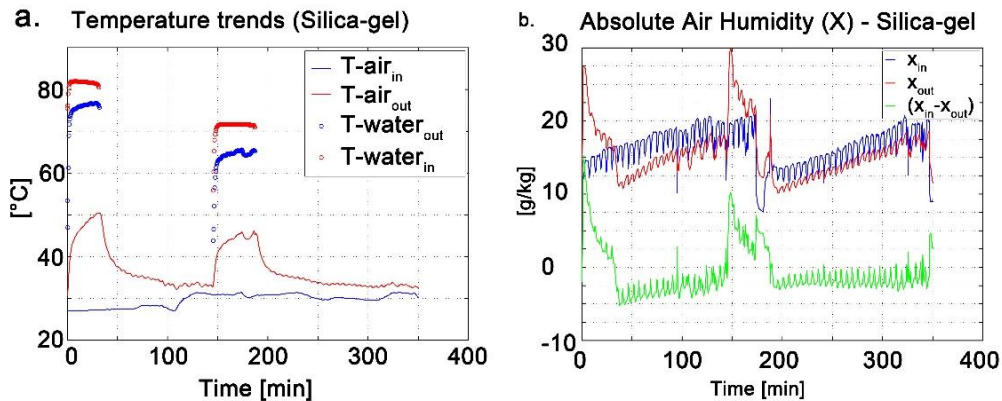 a. Temperature trends (Silica-gel)
T-air_in
T-air_out
T-water_out
T-water_in
80
60
40
20
[°C]
0 100 200 300 400
Time [min]
b. Absolute Air Humidity (X) - Silica-gel
x_in
x_out
(x_in-x_out)
30
20
10
0
-10
[g/kg]
0 100 200 300 400
Time [min]